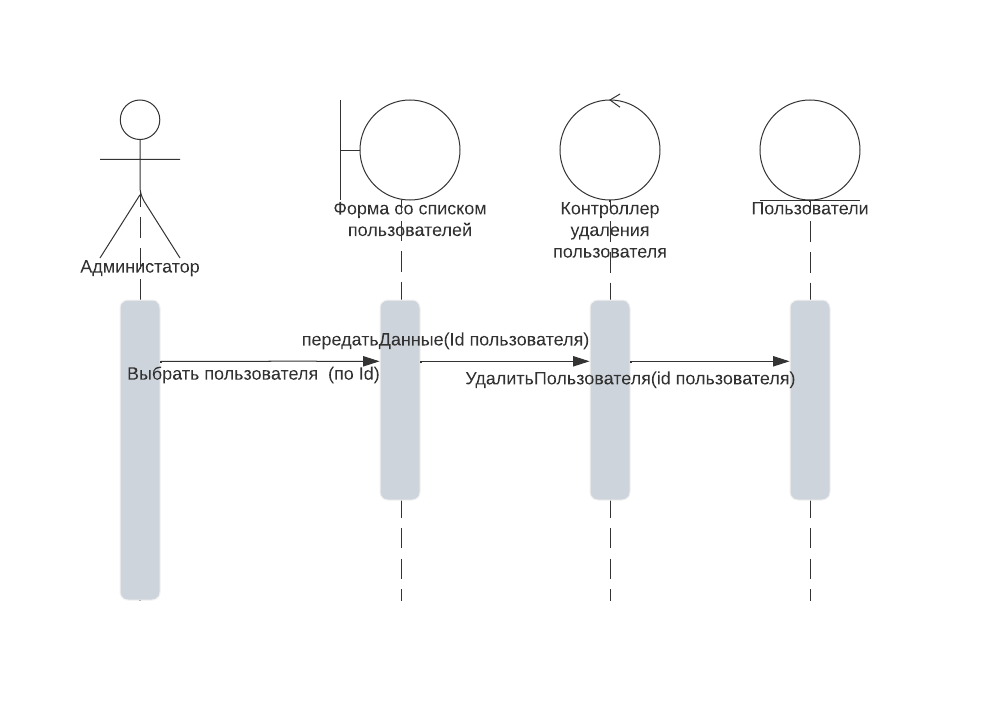 Форма со списком
пользователей
Контроллер
удаления
пользователя
Пользователи
Администатор
передатьДанные(Id пользователя)
Выбрать пользователя (по Id)
УдалитьПользователя(id пользователя)